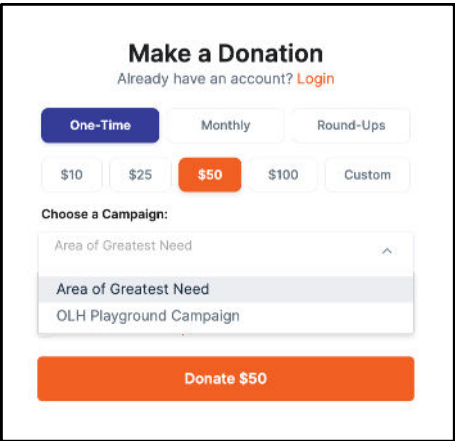 Make a Donation
Already have an account? Login
One-Time Monthly Round-Ups
$10 $25 $50 $100 Custom
Choose a Campaign:
Area of Greatest Need
Area of Greatest Need
OLH Playground Campaign
Donate $50